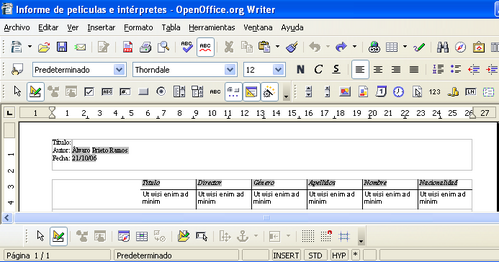 Informe de películas e intérpretes - OpenOffice.org Writer
Archivo Editar Ver Insertar Formato Tabla Herramientas Ventana Ayuda
ABC ABC
Predeterminado Thorndale 12 N C S
ABC 123
1 1 2 3 4 5 6 7 8 9 10 11 12 13 14 15 16 17 18 19 20 21 22 23 24 25 26 27
Título:
Autor: Álvaro Prieto Ramos
Fecha: 21/10/06
Título Director Género Apellidos Nombre Nacionalidad
Ut wisi enim ad minim Ut wisi enim ad minim Ut wisi enim ad minim Ut wisi enim ad minim Ut wisi enim ad minim Ut wisi enim ad minim
1
2
3
4
Página 1 / 1 Predeterminado INSERT STD HYP *